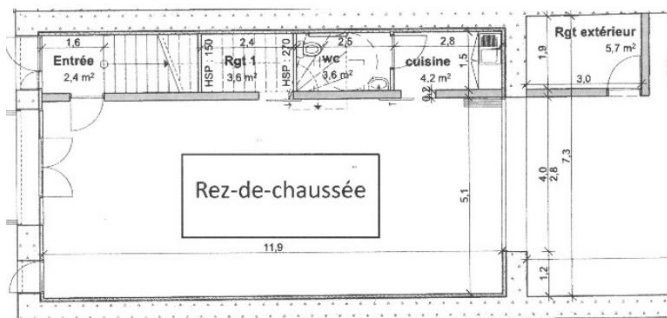 1,6
2,4
2,5
2,8
Entrée
2,4 m²
HSP :150
Rgt 1
3,6 m²
HSP :270
wc
3,6 m²
cuisine
4,2 m²
1,5
0,2
1,9
Rgt extérieur
5,7 m²
3,0
Rez-de-chaussée
5,1
4,0
2,8
7,3
11,9
1,2